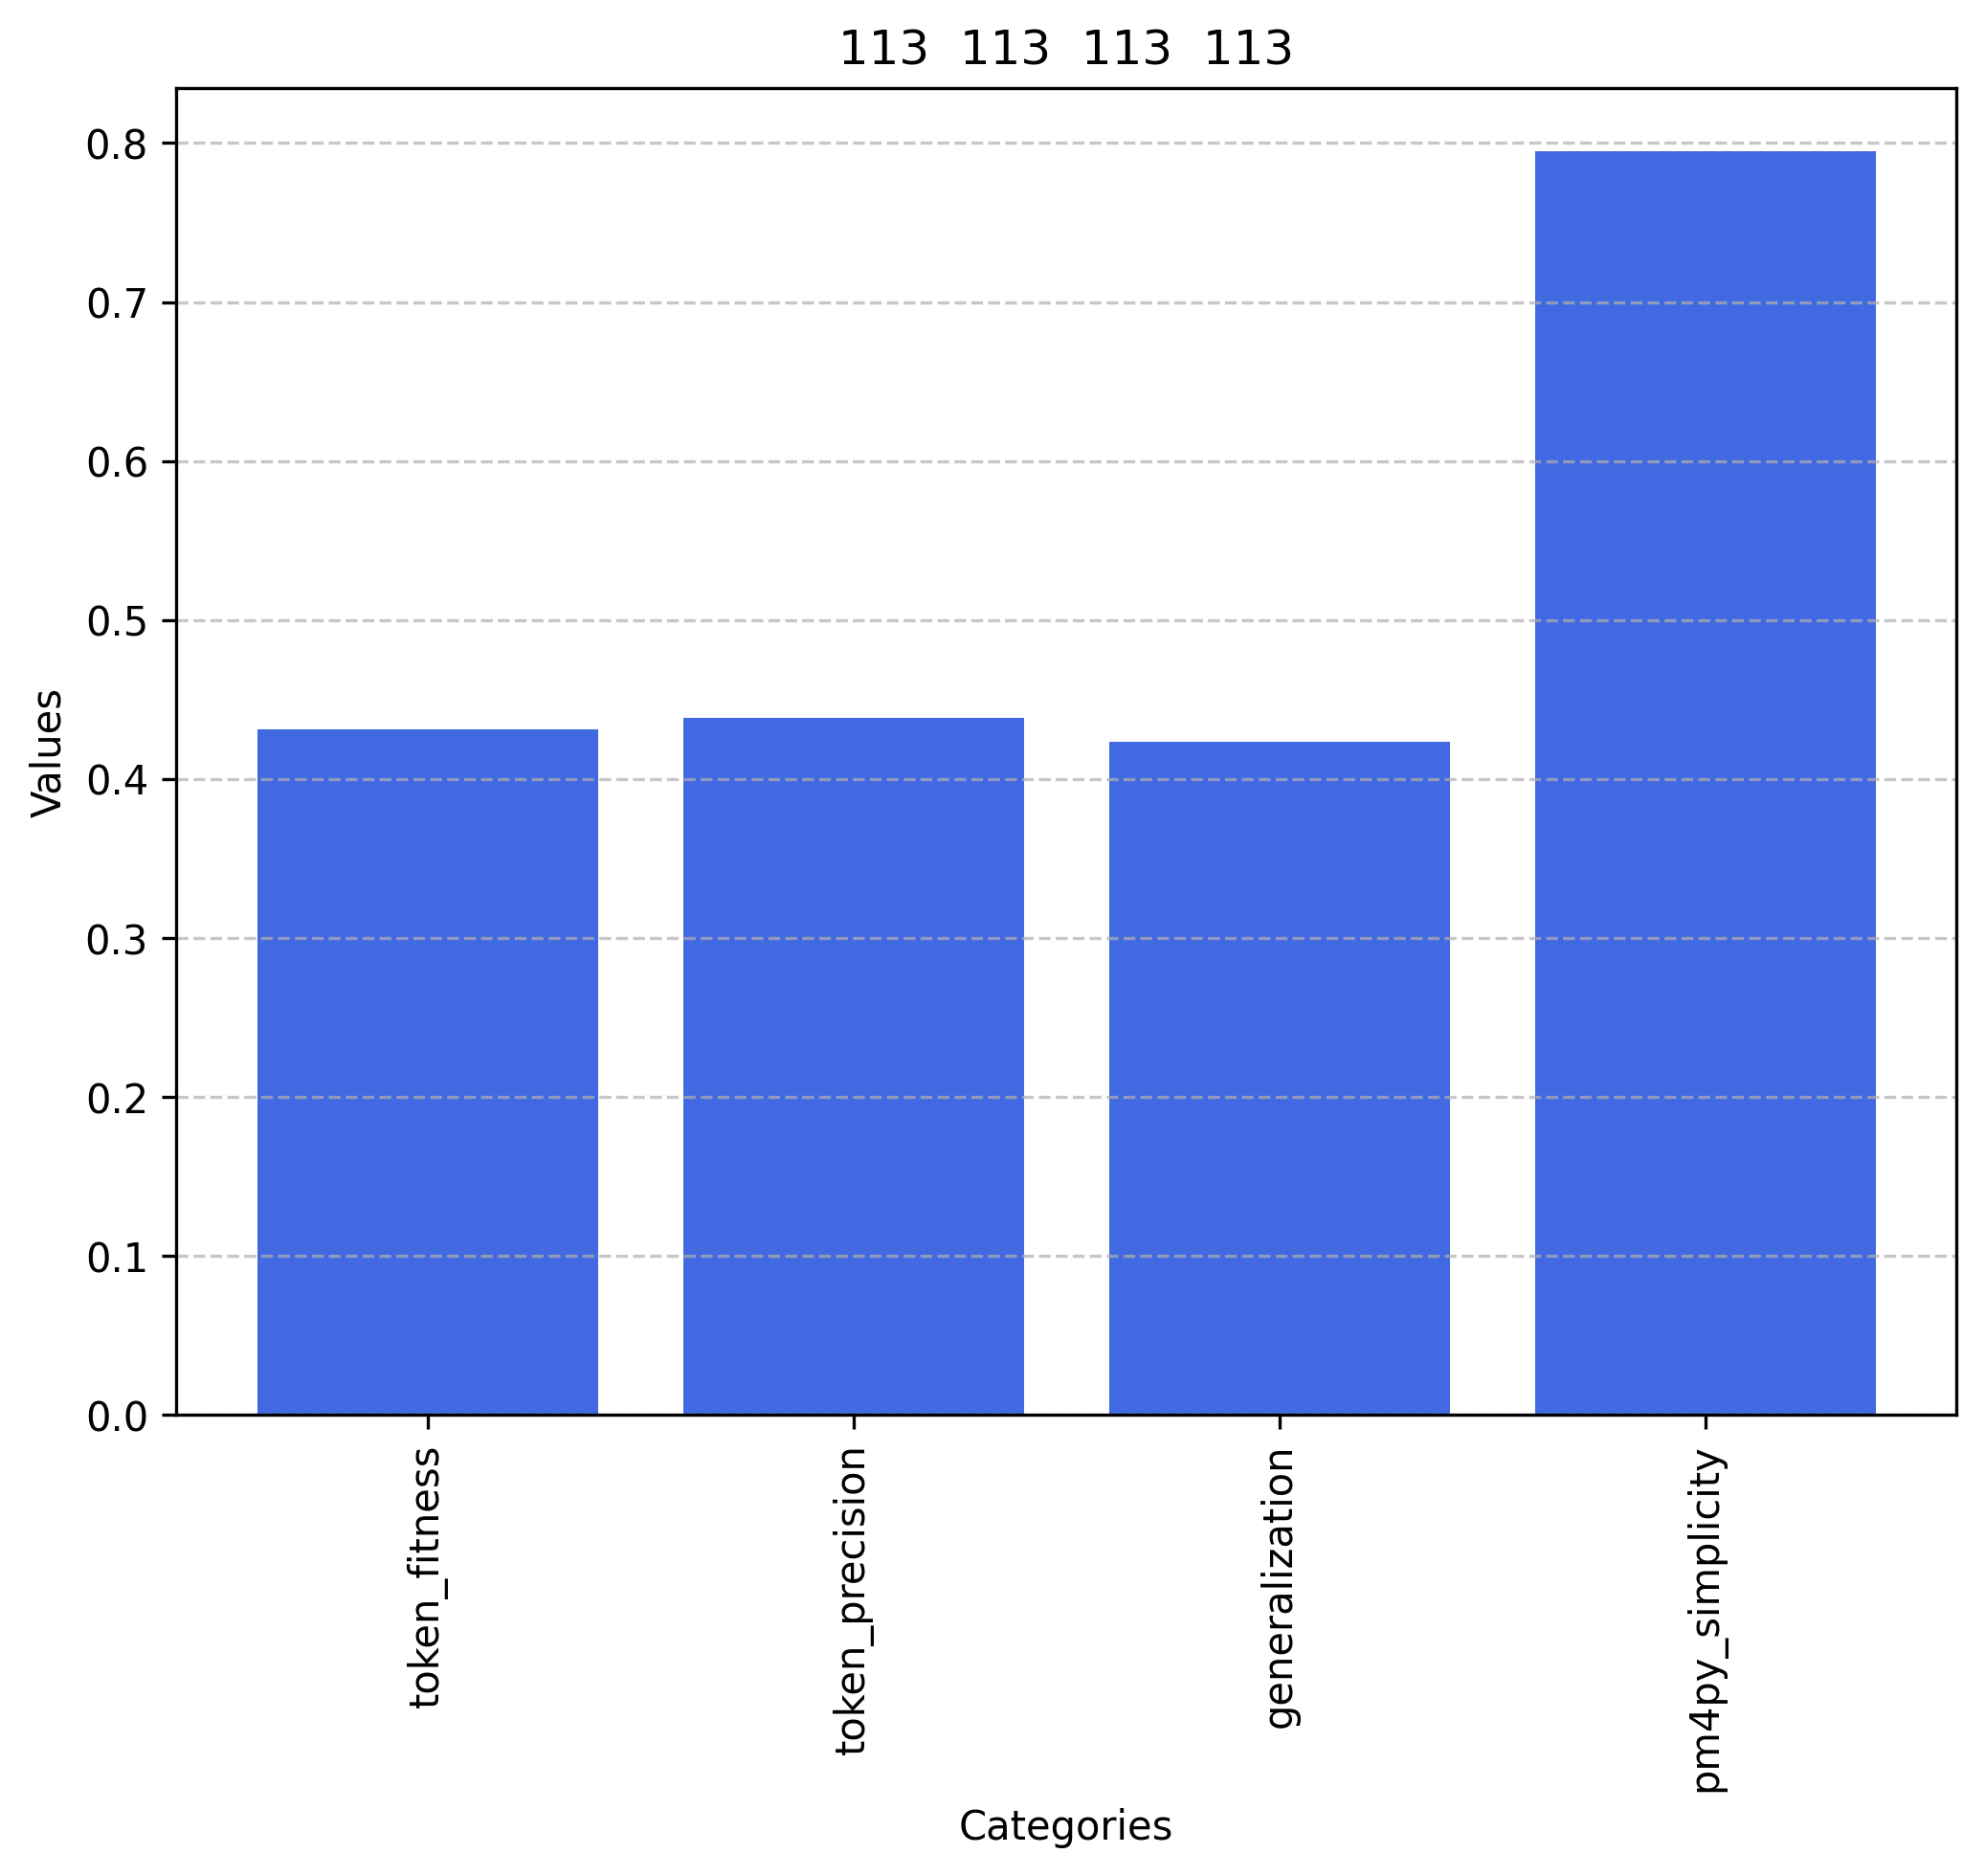 113 113 113 113
Values
0.8
0.7
0.6
0.5
0.4
0.3
0.2
0.1
0.0
token_fitness
token_precision
generalization
pm4py_simplicity
Categories